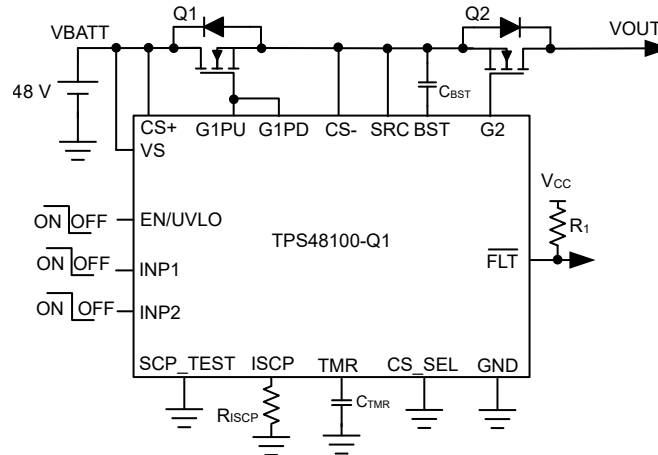 Q1
Q2
VBATT
VOUT
48 V
CBST
CS+
G1PU
G1PD
CS-
SRC
BST
G2
VS
VCC
ON OFF
EN/UVLO
TPS48100-Q1
R1
FLT
ON OFF
INP1
ON OFF
INP2
SCP_TEST
ISCP
TMR
CS_SEL
GND
RISCP
CTMR